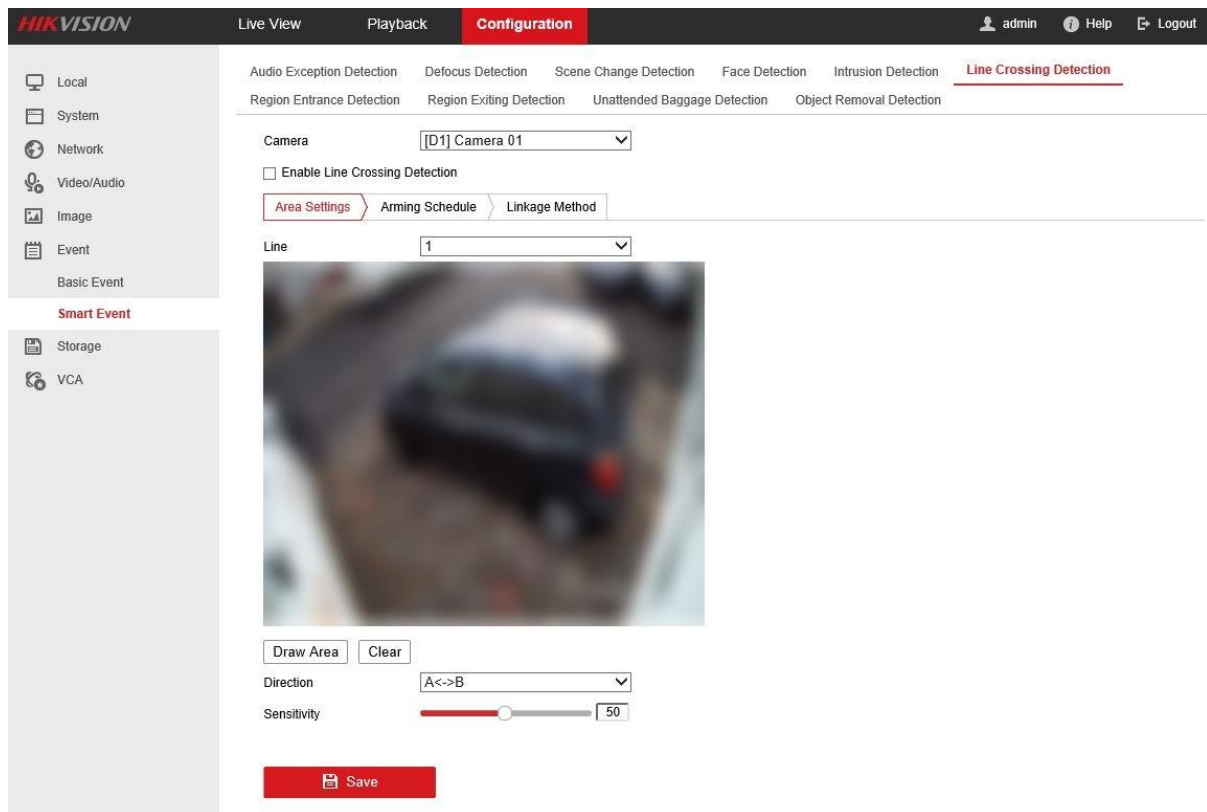 HIKVISION Live View Playback Configuration admin Help Logout
Local
System
Network
Video/Audio
Image
Event
Basic Event
Smart Event
Storage
VCA
Audio Exception Detection Defocus Detection Scene Change Detection Face Detection Intrusion Detection Line Crossing Detection
Region Entrance Detection Region Exiting Detection Unattended Baggage Detection Object Removal Detection
Camera [D1] Camera 01
Enable Line Crossing Detection
Area Settings Arming Schedule Linkage Method
Line 1
Draw Area Clear
Direction A<->B
Sensitivity 50
Save